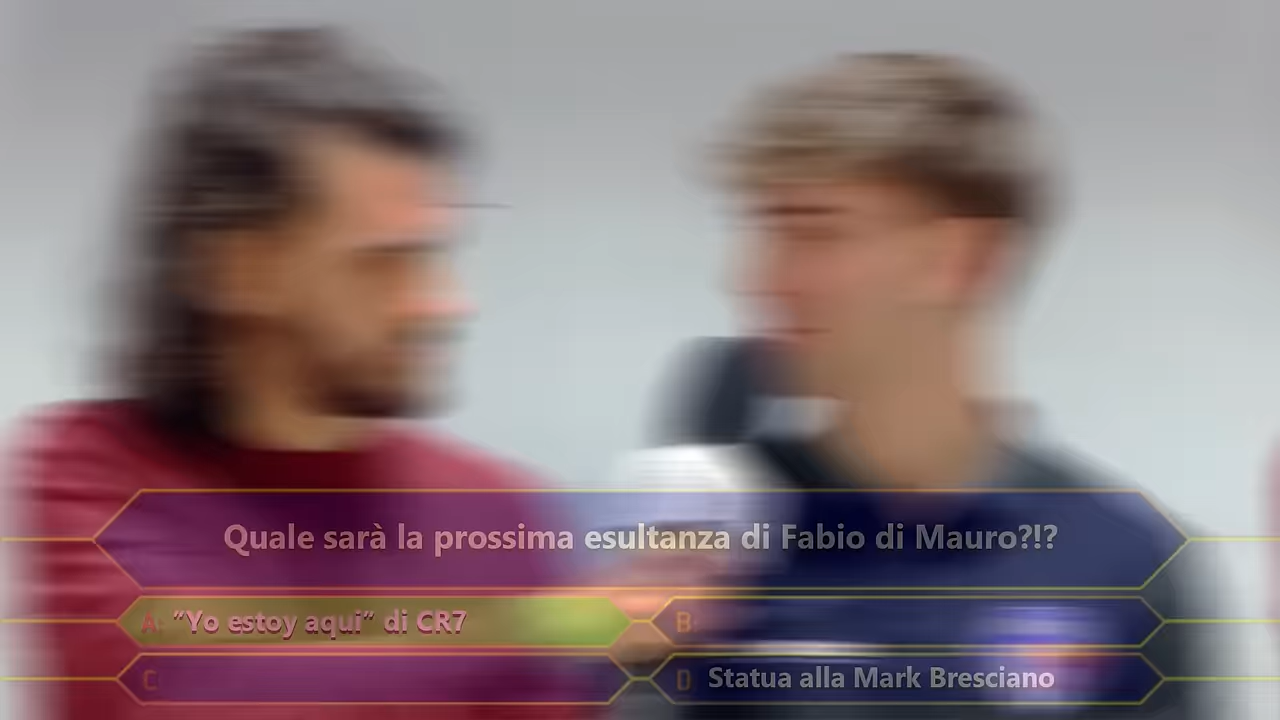 Quale sarà la prossima esultanza di Fabio di Mauro?!?
A: “Yo estoy aqui” di CR7
B:
C:
D Statua alla Mark Bresciano